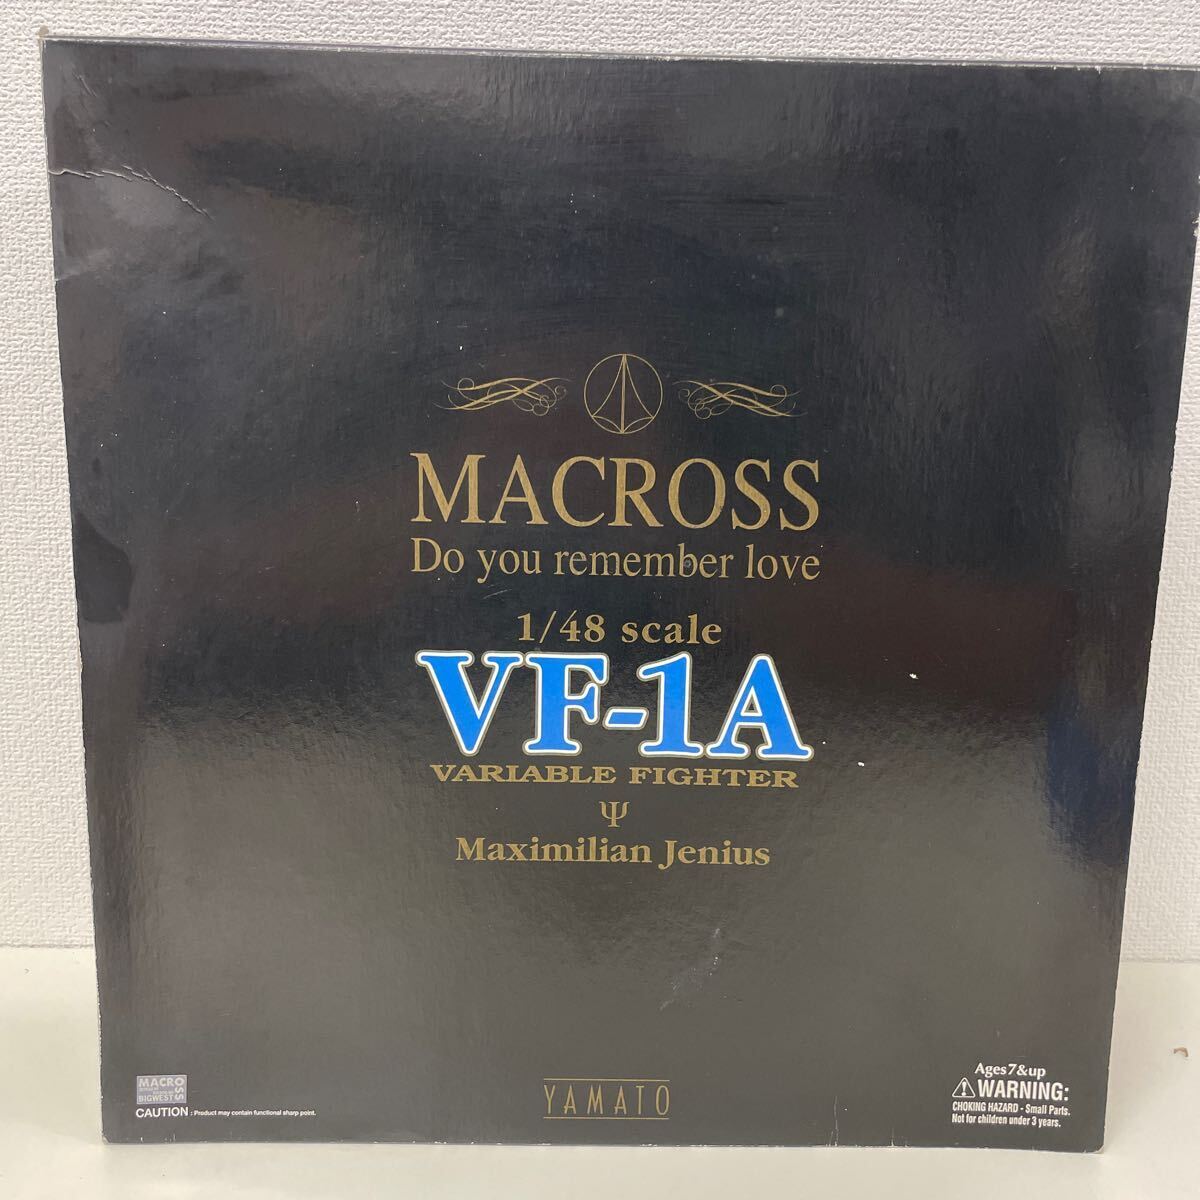 MACROSS
Do you remember love
1/48 scale
VF-1A
VARIABLE FIGHTER
Ψ
Maximilian Jenius
MACROSS
BIGWEST
CAUTION : Product may contain functional sharp point.
YAMATO
Ages 7 & up
WARNING:
CHOKING HAZARD - Small Parts.
Not for children under 3 years.